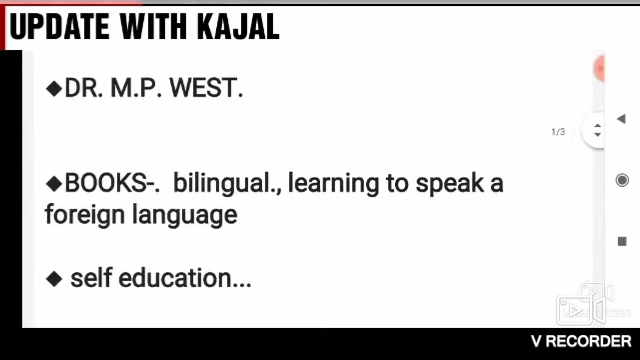 UPDATE WITH KAJAL
◆DR. M.P. WEST.
1/3
◆BOOKS-. bilingual., learning to speak a
foreign language
◆ self education...
V RECORDER